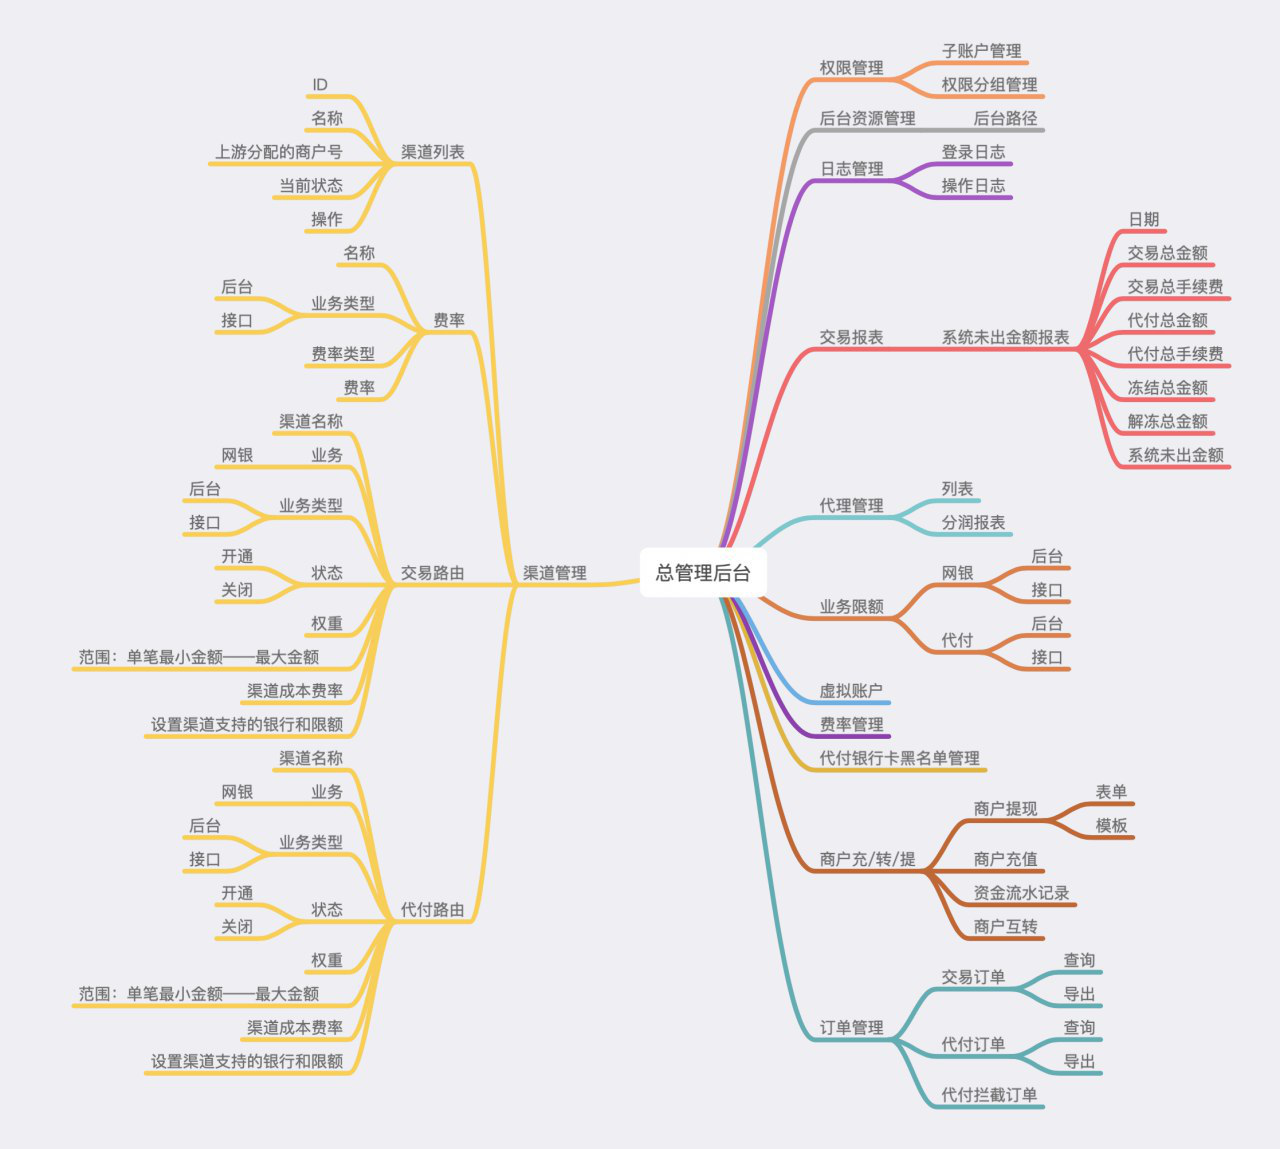 总管理后台
权限管理
子账户管理
权限分组管理
后台资源管理
后台路径
日志管理
登录日志
操作日志
交易报表
系统未出金额报表
日期
交易总金额
交易总手续费
代付总金额
代付总手续费
冻结总金额
解冻总金额
系统未出金额
代理管理
列表
分润报表
业务限额
网银
后台
接口
代付
后台
接口
虚拟账户
费率管理
代付银行卡黑名单管理
商户充/转/提
商户提现
表单
模板
商户充值
资金流水记录
商户互转
订单管理
交易订单
查询
导出
代付订单
查询
导出
代付拦截订单
渠道管理
渠道列表
ID
名称
上游分配的商户号
当前状态
操作
费率
名称
业务类型
后台
接口
费率类型
费率
交易路由
渠道名称
业务
网银
业务类型
后台
接口
状态
开通
关闭
权重
范围：单笔最小金额——最大金额
渠道成本费率
设置渠道支持的银行和限额
代付路由
渠道名称
业务
网银
业务类型
后台
接口
状态
开通
关闭
权重
范围：单笔最小金额——最大金额
渠道成本费率
设置渠道支持的银行和限额